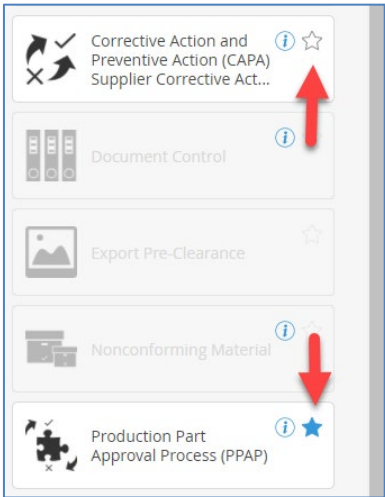 Corrective Action and
Preventive Action (CAPA)
Supplier Corrective Act...
Document Control
Export Pre-Clearance
Nonconforming Material
Production Part
Approval Process (PPAP)